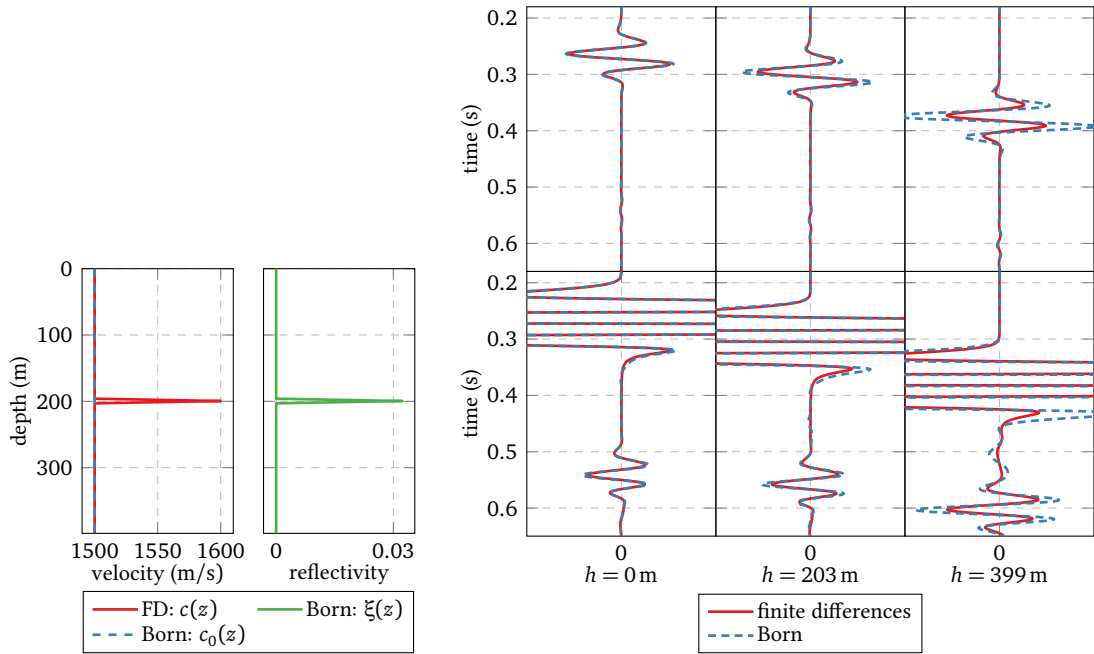 0
100
200
300
depth (m)
1500
1550
1600
velocity (m/s)
0
0.03
reflectivity
FD: c(z)
Born: ξ(z)
Born: c₀(z)
0.2
0.3
0.4
0.5
0.6
time (s)
0.2
0.3
0.4
0.5
0.6
time (s)
0
0
0
h = 0 m
h = 203 m
h = 399 m
finite differences
Born